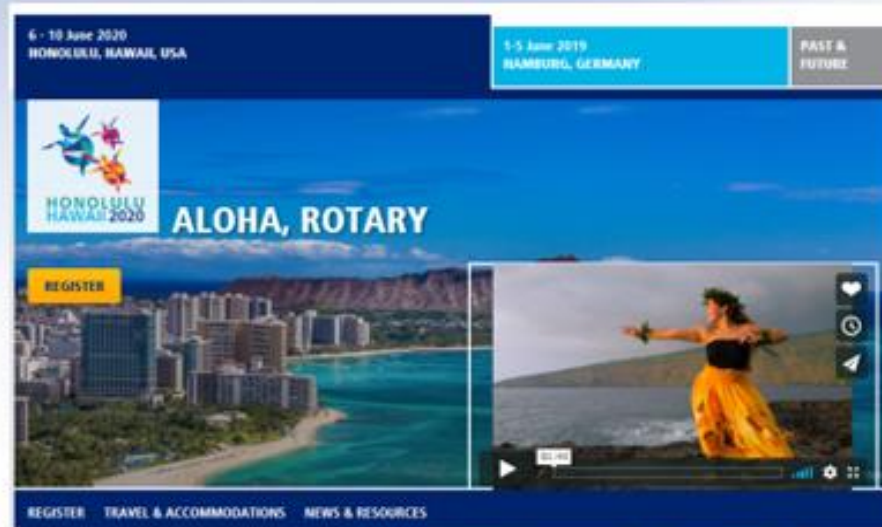 6 - 10 June 2020
HONOLULU, HAWAII, USA
1-5 June 2019
HAMBURG, GERMANY
PAST &
FUTURE
HONOLULU
HAWAII 2020
ALOHA, ROTARY
REGISTER
REGISTER TRAVEL & ACCOMMODATIONS NEWS & RESOURCES